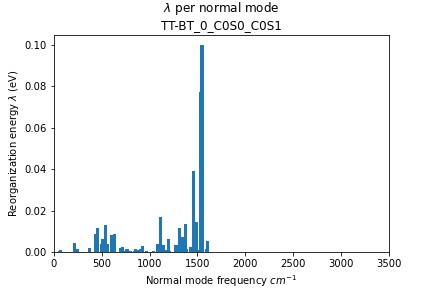 λ per normal mode
TT-BT_0_C0S0_C0S1
Reorganization energy λ (eV)
0.10
0.08
0.06
0.04
0.02
0.00
0 500 1000 1500 2000 2500 3000 3500
Normal mode frequency cm⁻¹